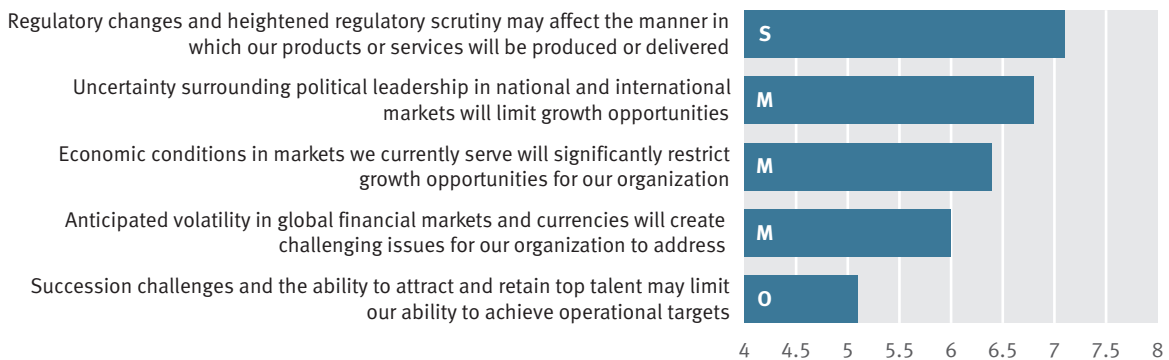 Regulatory changes and heightened regulatory scrutiny may affect the manner in
which our products or services will be produced or delivered
S
Uncertainty surrounding political leadership in national and international
markets will limit growth opportunities
M
Economic conditions in markets we currently serve will significantly restrict
growth opportunities for our organization
M
Anticipated volatility in global financial markets and currencies will create
challenging issues for our organization to address
M
Succession challenges and the ability to attract and retain top talent may limit
our ability to achieve operational targets
O
4 4.5 5 5.5 6 6.5 7 7.5 8